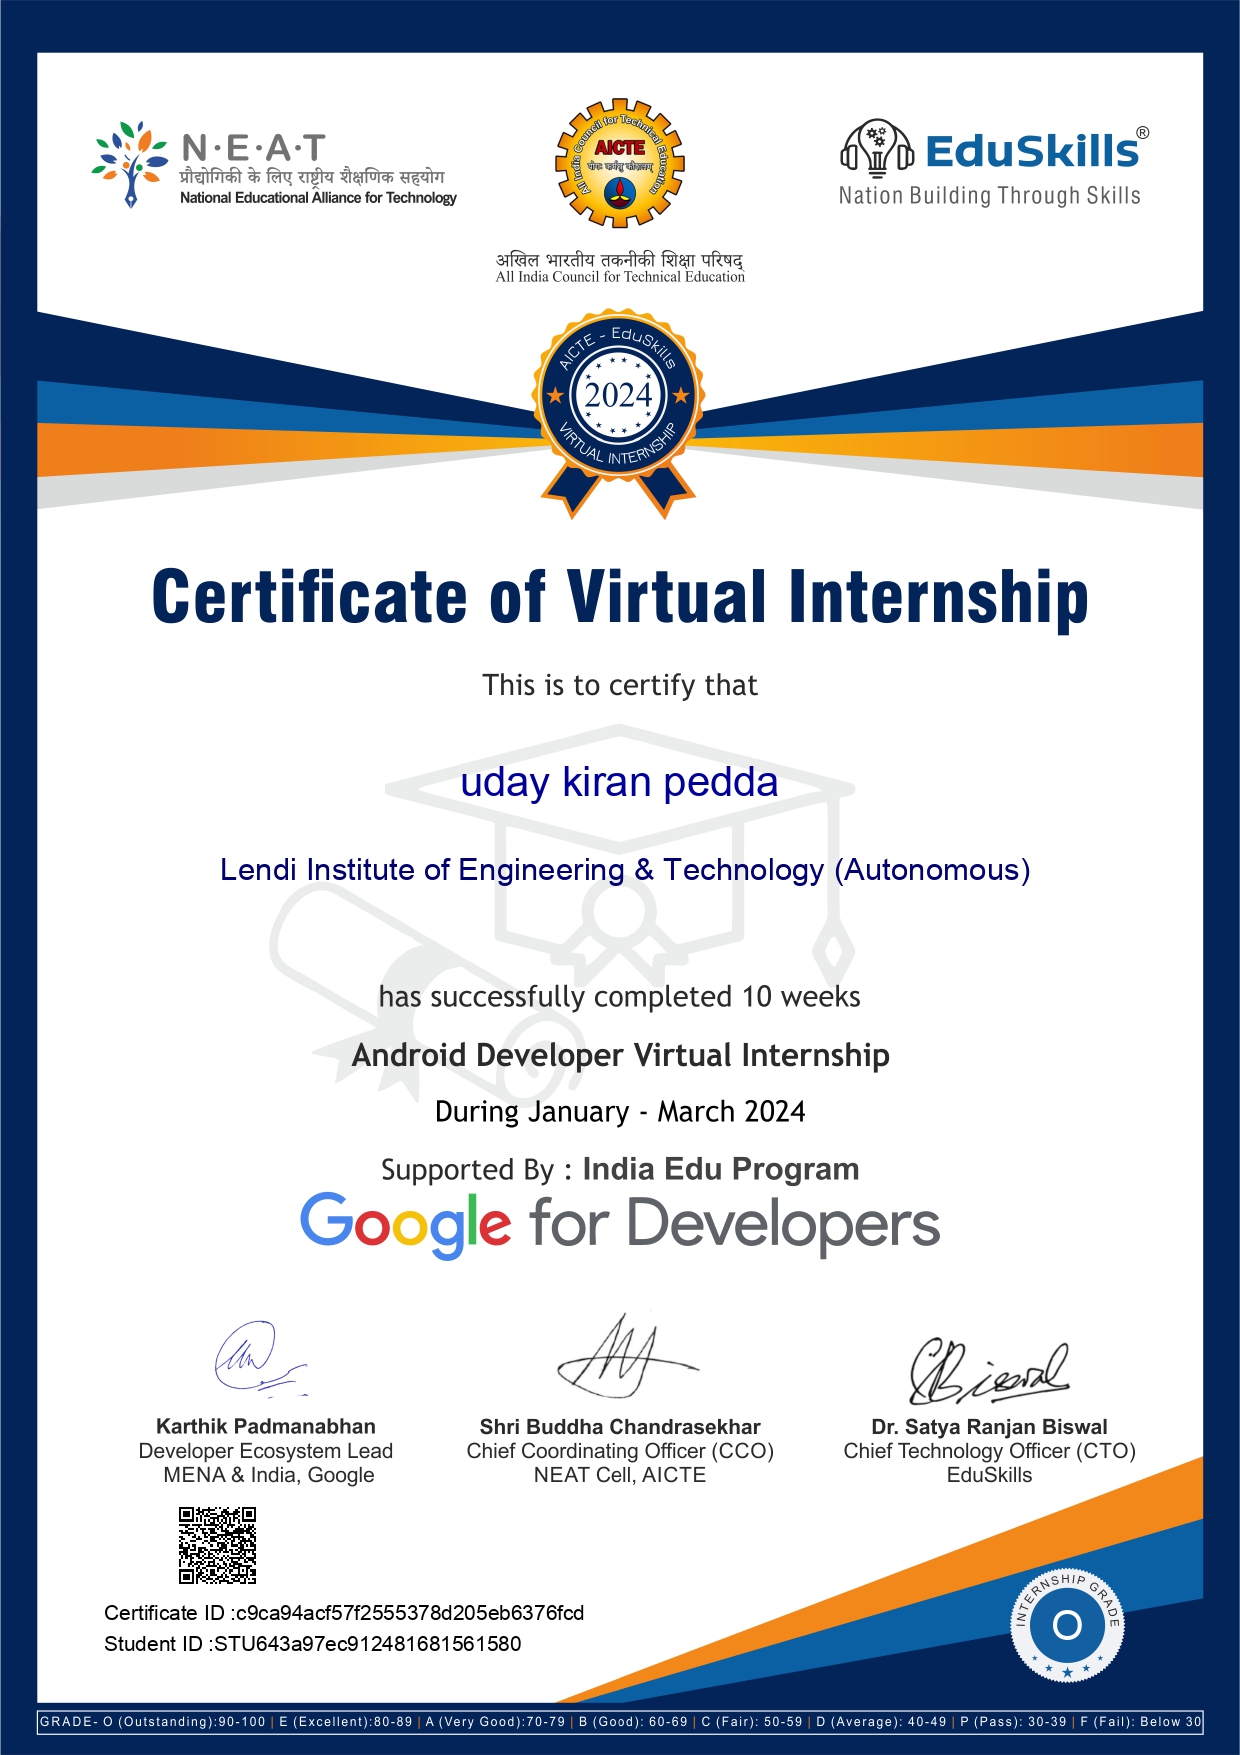 N·E·A·T
प्रौद्योगिकी के लिए राष्ट्रीय शैक्षणिक सहयोग
National Educational Alliance for Technology
All India Council for Technical Education
AICTE
योगः कर्मसु कौशलम्
अखिल भारतीय तकनीकी शिक्षा परिषद्
All India Council for Technical Education
EduSkills®
Nation Building Through Skills
AICTE - EduSkills
2024
VIRTUAL INTERNSHIP
Certificate of Virtual Internship
This is to certify that
uday kiran pedda
Lendi Institute of Engineering & Technology (Autonomous)
has successfully completed 10 weeks
Android Developer Virtual Internship
During January - March 2024
Supported By : India Edu Program
Google for Developers
Karthik Padmanabhan
Developer Ecosystem Lead
MENA & India, Google
Shri Buddha Chandrasekhar
Chief Coordinating Officer (CCO)
NEAT Cell, AICTE
Dr. Satya Ranjan Biswal
Chief Technology Officer (CTO)
EduSkills
Certificate ID :c9ca94acf57f2555378d205eb6376fcd
Student ID :STU643a97ec912481681561580
INTERNSHIP GRADE
O
GRADE- O (Outstanding):90-100 | E (Excellent):80-89 | A (Very Good):70-79 | B (Good): 60-69 | C (Fair): 50-59 | D (Average): 40-49 | P (Pass): 30-39 | F (Fail): Below 30